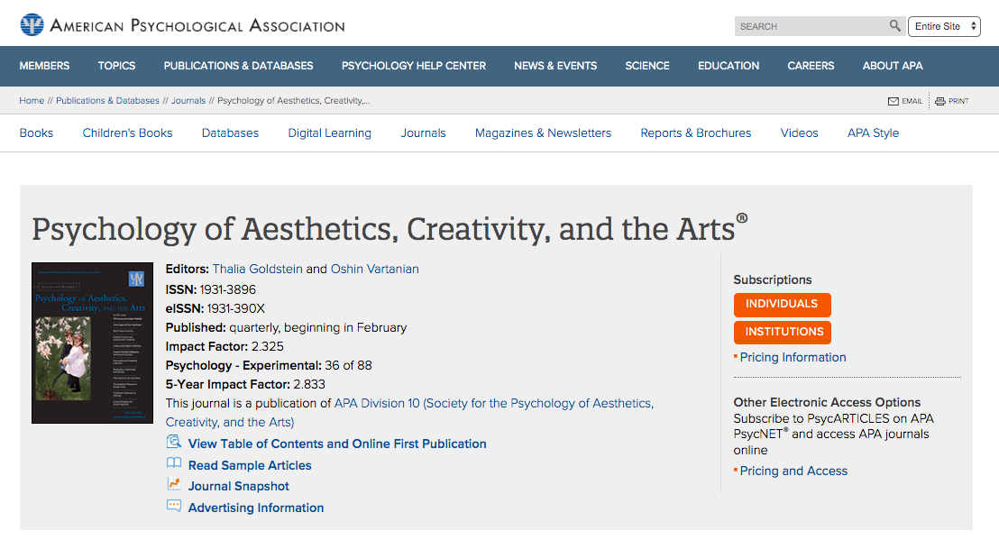 American Psychological Association
SEARCH
Entire Site
MEMBERS TOPICS PUBLICATIONS & DATABASES PSYCHOLOGY HELP CENTER NEWS & EVENTS SCIENCE EDUCATION CAREERS ABOUT APA
Home // Publications & Databases // Journals // Psychology of Aesthetics, Creativity,...
EMAIL PRINT
Books Children's Books Databases Digital Learning Journals Magazines & Newsletters Reports & Brochures Videos APA Style
Psychology of Aesthetics, Creativity, and the Arts®
Psychology of Aesthetics,
Creativity, and the Arts
Editors: Thalia Goldstein and Oshin Vartanian
ISSN: 1931-3896
eISSN: 1931-390X
Published: quarterly, beginning in February
Impact Factor: 2.325
Psychology - Experimental: 36 of 88
5-Year Impact Factor: 2.833
This journal is a publication of APA Division 10 (Society for the Psychology of Aesthetics,
Creativity, and the Arts)
View Table of Contents and Online First Publication
Read Sample Articles
Journal Snapshot
Advertising Information
Subscriptions
INDIVIDUALS
INSTITUTIONS
Pricing Information
Other Electronic Access Options
Subscribe to PsycARTICLES on APA
PsycNET® and access APA journals
online
Pricing and Access